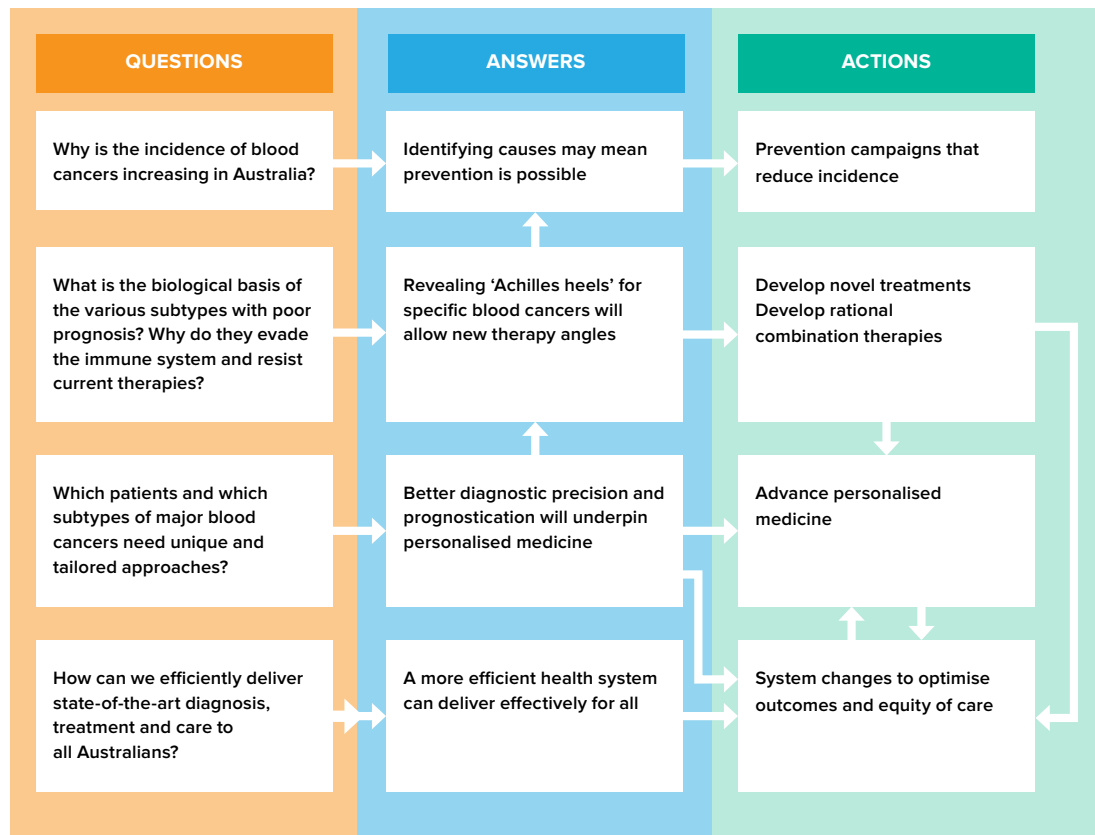 QUESTIONS
ANSWERS
ACTIONS
Why is the incidence of blood
cancers increasing in Australia?
Identifying causes may mean
prevention is possible
Prevention campaigns that
reduce incidence
What is the biological basis of
the various subtypes with poor
prognosis? Why do they evade
the immune system and resist
current therapies?
Revealing ‘Achilles heels’ for
specific blood cancers will
allow new therapy angles
Develop novel treatments
Develop rational
combination therapies
Which patients and which
subtypes of major blood
cancers need unique and
tailored approaches?
Better diagnostic precision and
prognostication will underpin
personalised medicine
Advance personalised
medicine
How can we efficiently deliver
state-of-the-art diagnosis,
treatment and care to
all Australians?
A more efficient health system
can deliver effectively for all
System changes to optimise
outcomes and equity of care